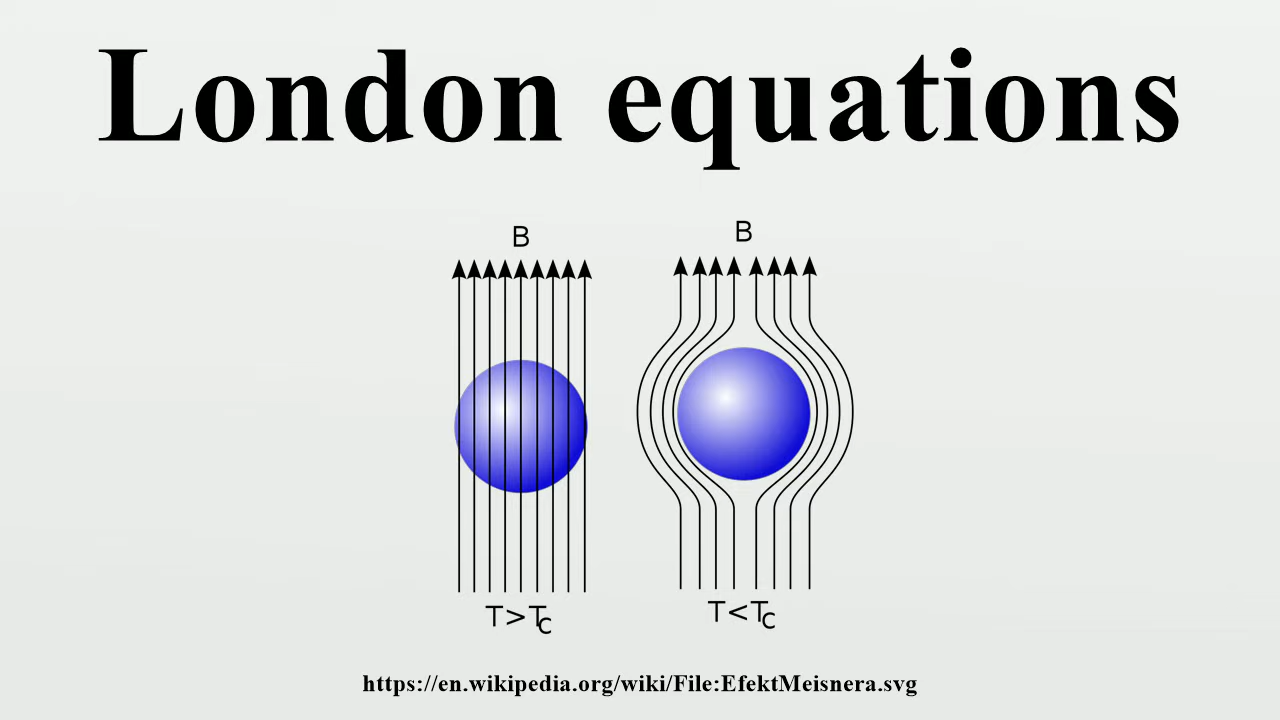 London equations
B
B
T>Tc
T<Tc
https://en.wikipedia.org/wiki/File:EfektMeisnera.svg